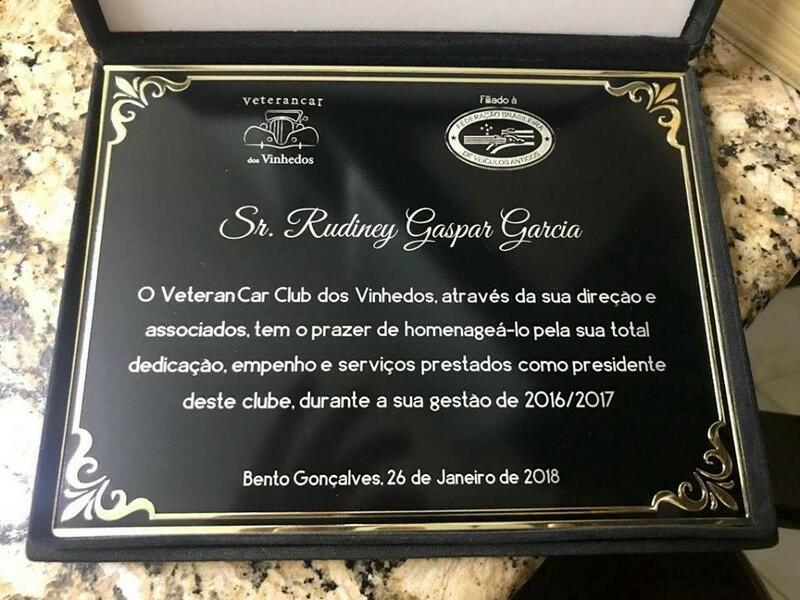 veterancar
dos Vinhedos
Filiado à
FEDERAÇÃO BRASILEIRA
DE VEÍCULOS ANTIGOS
Sr. Rudiney Gaspar Garcia
O VeteranCar Club dos Vinhedos, através da sua direção e
associados, tem o prazer de homenageá-lo pela sua total
dedicação, empenho e serviços prestados como presidente
deste clube, durante a sua gestão de 2016/2017
Bento Gonçalves, 26 de Janeiro de 2018